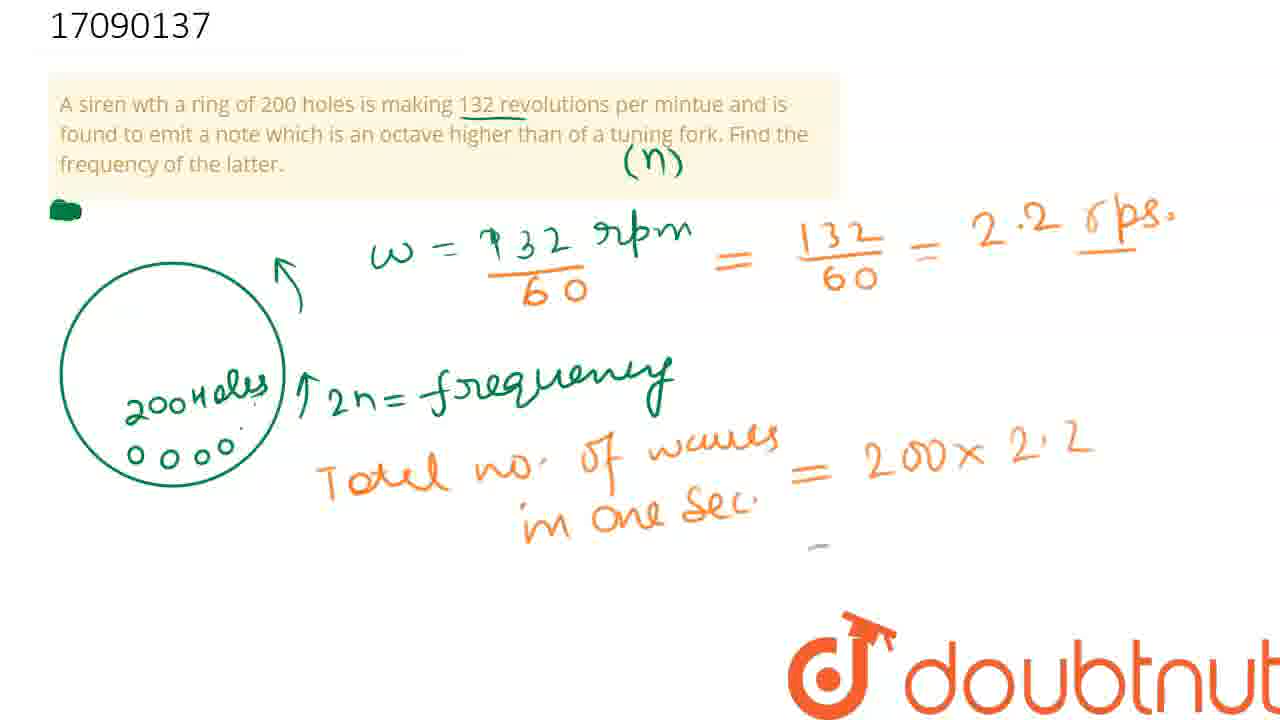 17090137
A siren wth a ring of 200 holes is making 132 revolutions per mintue and is
found to emit a note which is an octave higher than of a tuning fork. Find the
frequency of the latter.
(n)
ω = 132 rpm / 60 = 132 / 60 = 2.2 rps.
200 Holes
2n = frequency
Total no. of waves = 200 x 2.2
in one sec.
doubtnut